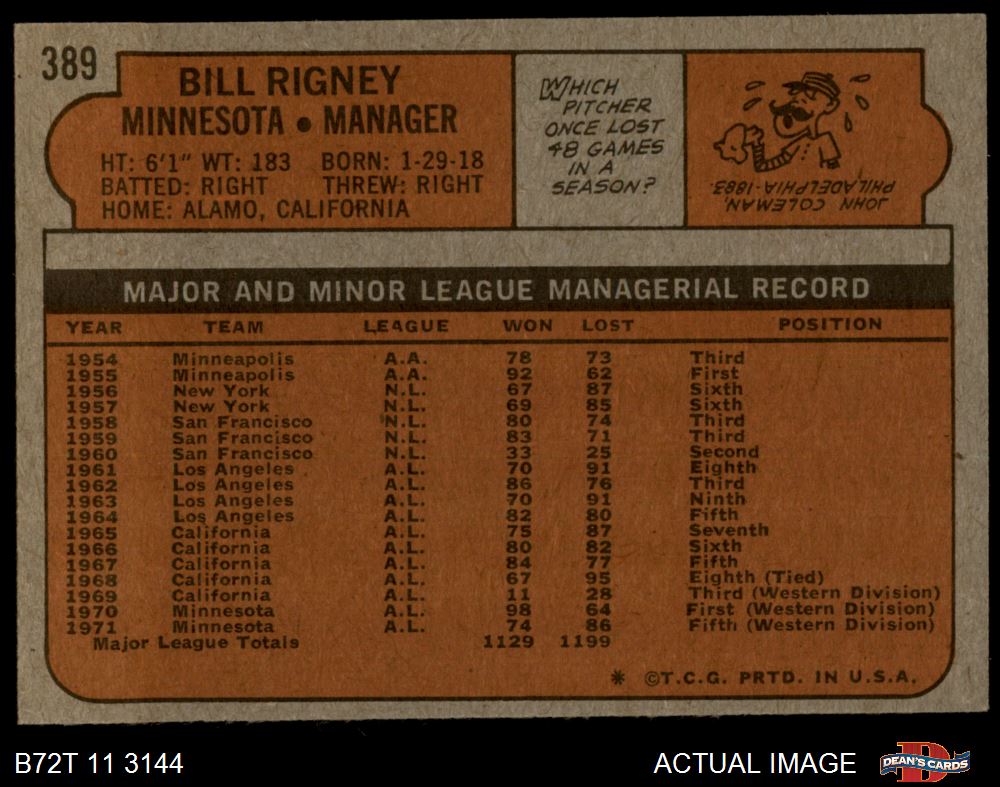 389
BILL RIGNEY
MINNESOTA • MANAGER
HT: 6'1" WT: 183 BORN: 1-29-18
BATTED: RIGHT THREW: RIGHT
HOME: ALAMO, CALIFORNIA
WHICH
PITCHER
ONCE LOST
48 GAMES
IN A
SEASON?
JOHN COLEMAN,
PHILADELPHIA-1883.
MAJOR AND MINOR LEAGUE MANAGERIAL RECORD
YEAR TEAM LEAGUE WON LOST POSITION
1954 Minneapolis A.A. 78 73 Third
1955 Minneapolis A.A. 92 62 First
1956 New York N.L. 67 87 Sixth
1957 New York N.L. 69 85 Sixth
1958 San Francisco N.L. 80 74 Third
1959 San Francisco N.L. 83 71 Third
1960 San Francisco N.L. 33 25 Second
1961 Los Angeles A.L. 70 91 Eighth
1962 Los Angeles A.L. 86 76 Third
1963 Los Angeles A.L. 70 91 Ninth
1964 Los Angeles A.L. 82 80 Fifth
1965 California A.L. 75 87 Seventh
1966 California A.L. 80 82 Sixth
1967 California A.L. 84 77 Fifth
1968 California A.L. 67 95 Eighth (Tied)
1969 California A.L. 11 28 Third (Western Division)
1970 Minnesota A.L. 98 64 First (Western Division)
1971 Minnesota A.L. 74 86 Fifth (Western Division)
Major League Totals 1129 1199
* ©T.C.G. PRTD. IN U.S.A.
B72T 11 3144
ACTUAL IMAGE
DEAN'S CARDS